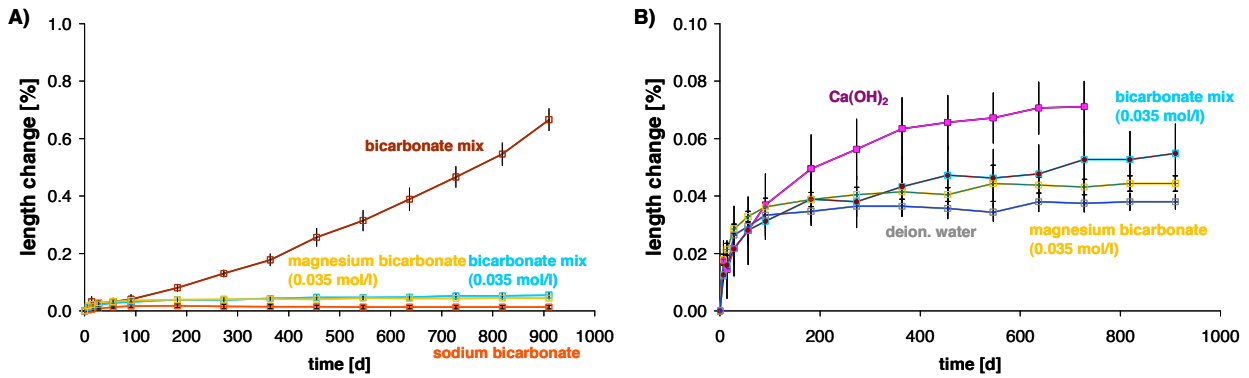 A)
length change [%]
1.0
0.8
0.6
0.4
0.2
0.0
0 100 200 300 400 500 600 700 800 900 1000
time [d]
bicarbonate mix
magnesium bicarbonate
(0.035 mol/l)
bicarbonate mix
(0.035 mol/l)
sodium bicarbonate
B)
length change [%]
0.10
0.08
0.06
0.04
0.02
0.00
0 200 400 600 800 1000
time [d]
Ca(OH)2
bicarbonate mix
(0.035 mol/l)
deion. water
magnesium bicarbonate
(0.035 mol/l)